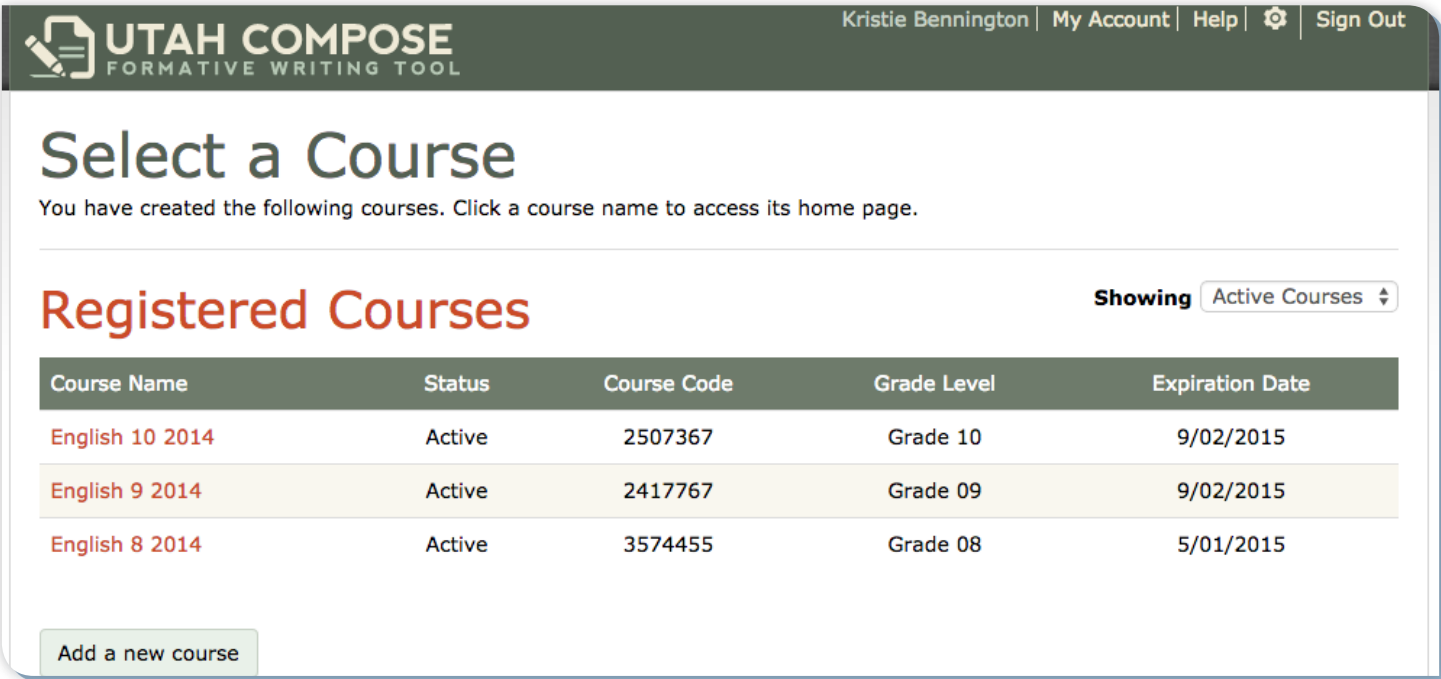 UTAH COMPOSE
FORMATIVE WRITING TOOL
Kristie Bennington | My Account | Help | Sign Out
Select a Course
You have created the following courses. Click a course name to access its home page.
Registered Courses
Showing Active Courses
Course Name Status Course Code Grade Level Expiration Date
English 10 2014 Active 2507367 Grade 10 9/02/2015
English 9 2014 Active 2417767 Grade 09 9/02/2015
English 8 2014 Active 3574455 Grade 08 5/01/2015
Add a new course